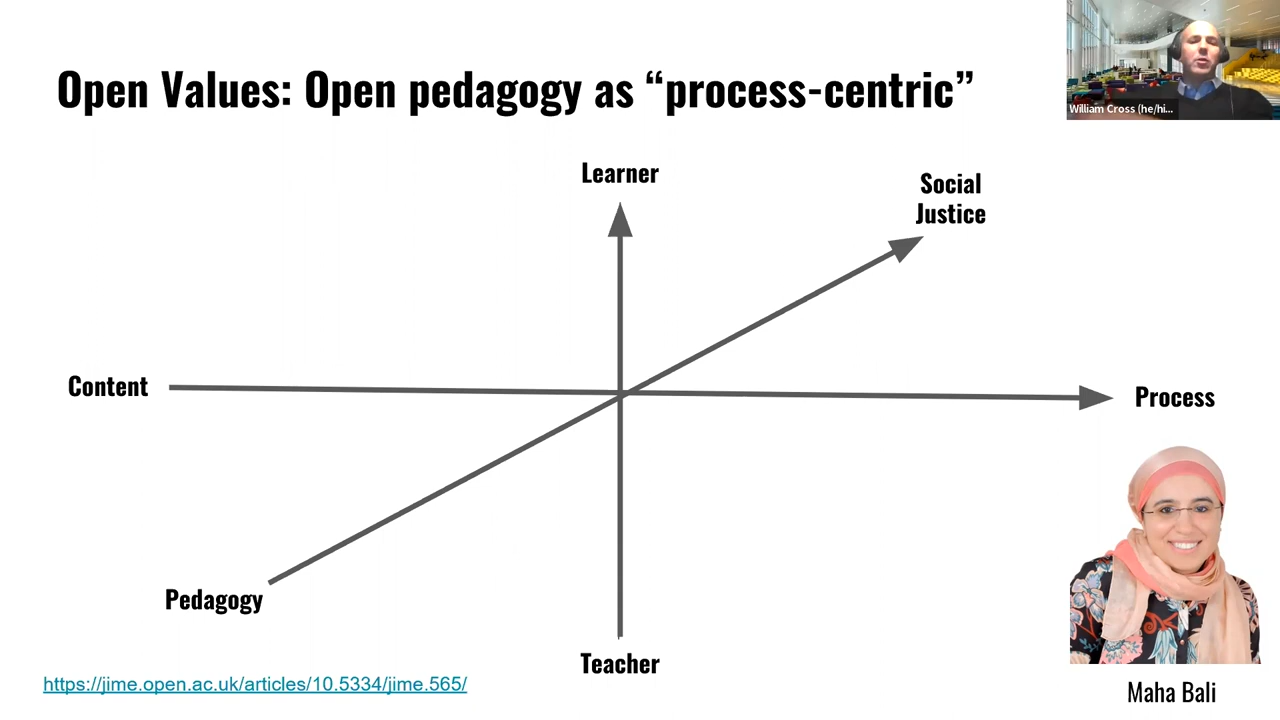 Open Values: Open pedagogy as “process-centric”
William Cross (he/hi...
Learner
Social
Justice
Content
Process
Pedagogy
Teacher
https://jime.open.ac.uk/articles/10.5334/jime.565/
Maha Bali